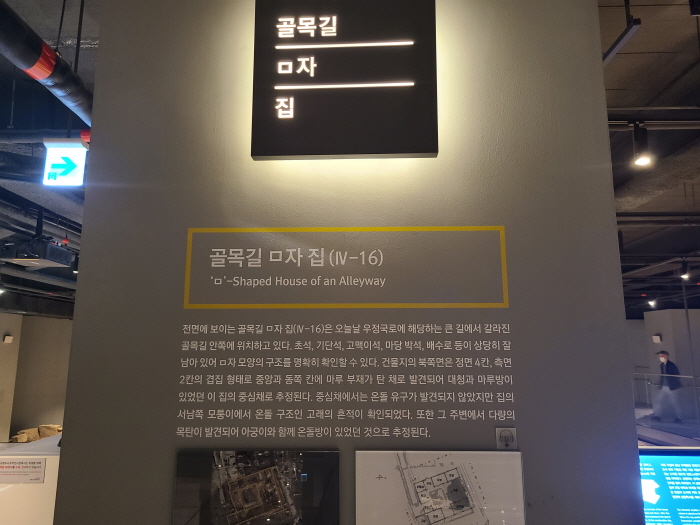 골목길
ㅁ자
집
골목길 ㅁ자 집(Ⅳ-16)
'ㅁ'-Shaped House of an Alleyway
전면에 보이는 골목길 ㅁ자 집(Ⅳ-16)은 오늘날 우정국로에 해당하는 큰 길에서 갈라진
골목길 안쪽에 위치하고 있다. 초석, 기단석, 고맥이석, 마당 박석, 배수로 등이 상당히 잘
남아 있어 ㅁ자 모양의 구조를 명확히 확인할 수 있다. 건물지의 북쪽면은 정면 4칸, 측면
2칸의 겹집 형태로 중앙과 동쪽 칸에 마루 부재가 탄 채로 발견되어 대청과 마루방이
있었던 이 집의 중심채로 추정된다. 중심채에서는 온돌 유구가 발견되지 않았지만 집의
서남쪽 모퉁이에서 온돌 구조인 고래의 흔적이 확인되었다. 또한 그 주변에서 다량의
목탄이 발견되어 아궁이와 함께 온돌방이 있었던 것으로 추정된다.